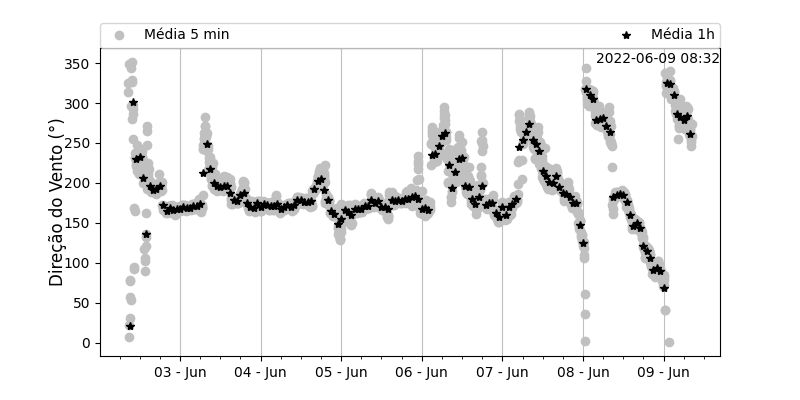 Média 5 min
Média 1h
2022-06-09 08:32
Direção do Vento (°)
350
300
250
200
150
100
50
0
03 - Jun
04 - Jun
05 - Jun
06 - Jun
07 - Jun
08 - Jun
09 - Jun